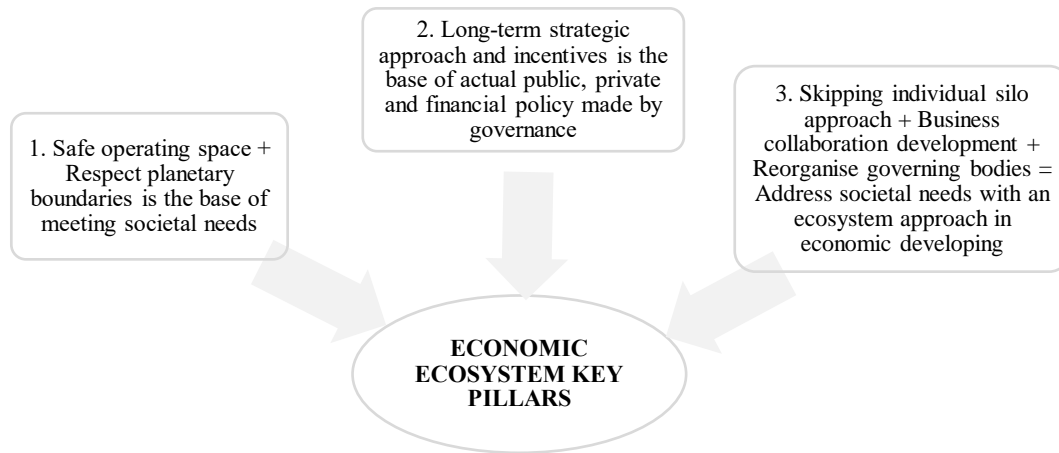 1. Safe operating space +
Respect planetary
boundaries is the base of
meeting societal needs
2. Long-term strategic
approach and incentives is the
base of actual public, private
and financial policy made by
governance
3. Skipping individual silo
approach + Business
collaboration development +
Reorganise governing bodies =
Address societal needs with an
ecosystem approach in
economic developing
ECONOMIC
ECOSYSTEM KEY
PILLARS